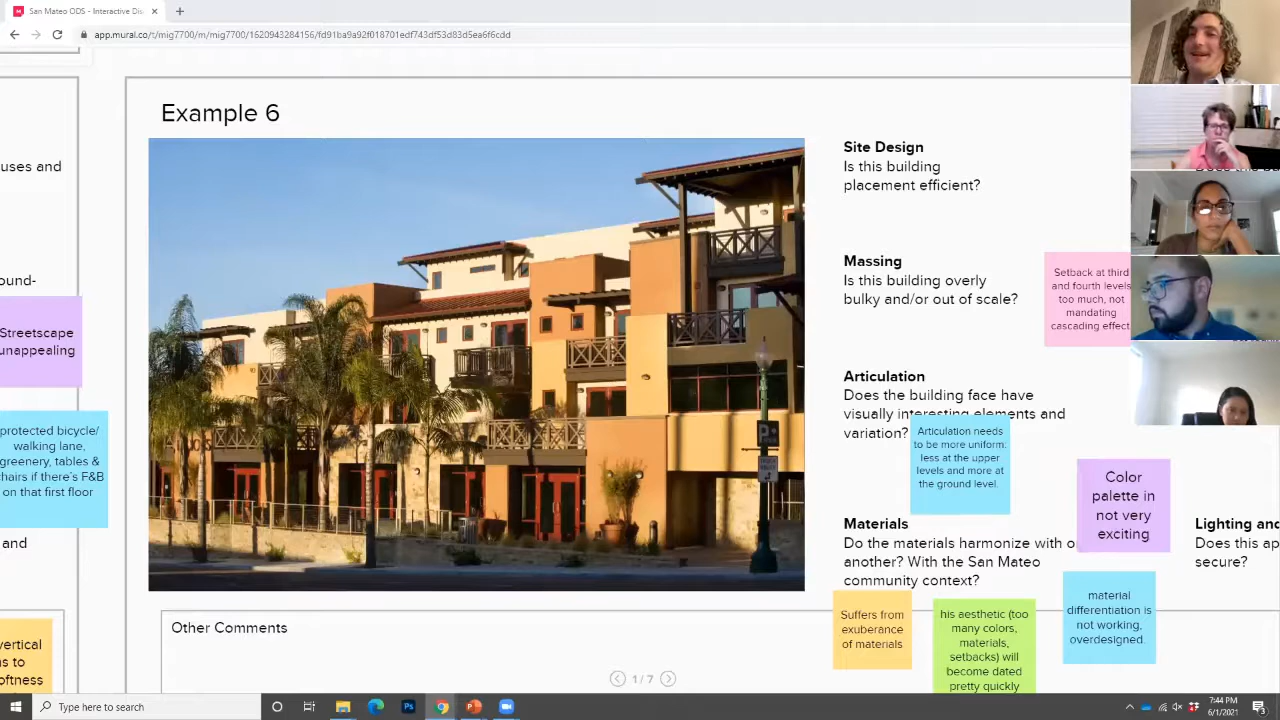 San Mateo ODS - Interactive Dis
app.mural.co/t/mig7700/m/mig7700/1620943284156/fd91ba9a92f018701edf743df53d83d5ea6f6cdd
Example 6
uses and
ound-
Streetscape
unappealing
protected bicycle/
walking lane,
greenery, tables &
chairs if there's F&B
on that first floor
and
vertical
ns to
oftness
Site Design
Is this building
placement efficient?
Massing
Is this building overly
bulky and/or out of scale?
Setback at third
and fourth levels
too much, not
mandating
cascading effect
Articulation
Does the building face have
visually interesting elements and
variation?
Articulation needs
to be more uniform:
less at the upper
levels and more at
the ground level.
Color
palette in
not very
exciting
Materials
Do the materials harmonize with o
another? With the San Mateo
community context?
Lighting and
Does this ap
secure?
Suffers from
exuberance
of materials
his aesthetic (too
many colors,
materials,
setbacks) will
become dated
pretty quickly
material
differentiation is
not working,
overdesigned.
Other Comments
1 / 7
Type here to search
7:44 PM
6/1/2021